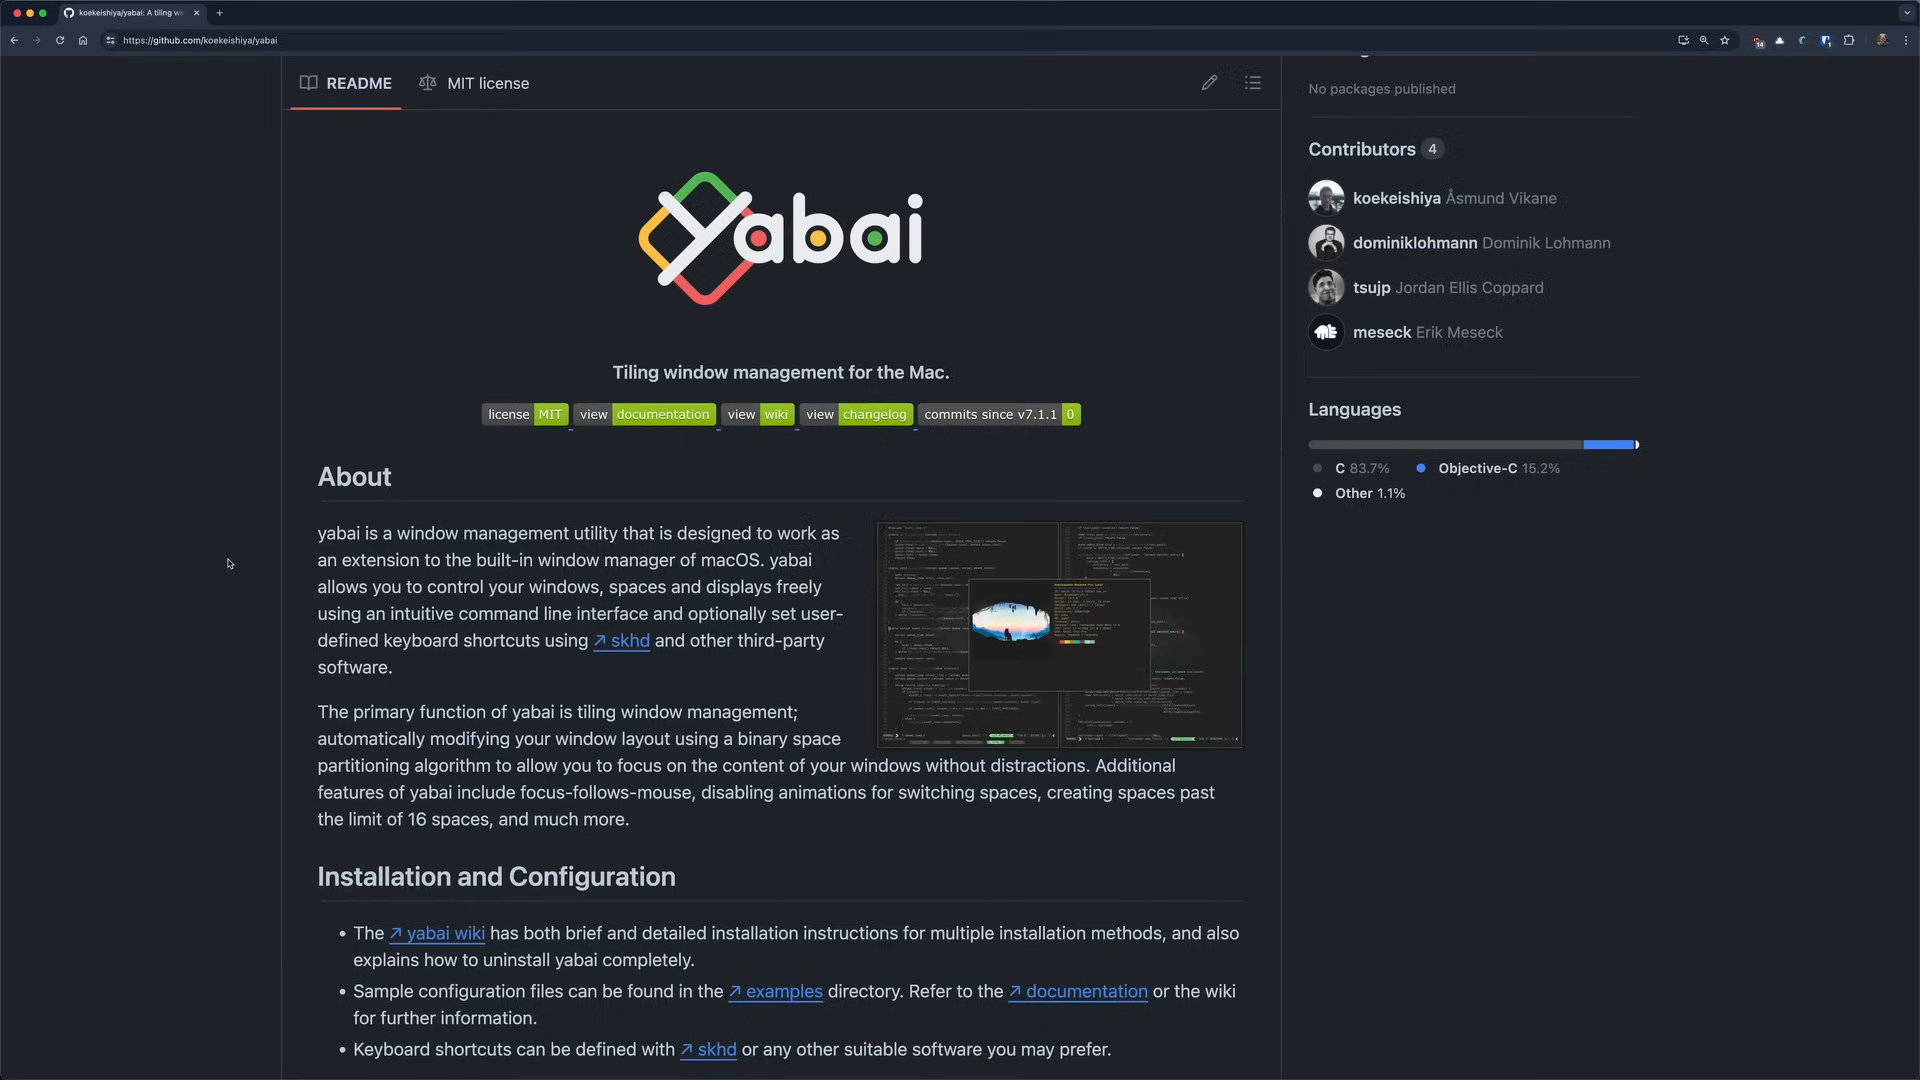 koekeishiya/yabai: A tiling wi
https://github.com/koekeishiya/yabai
14
1
README
MIT license
Yabai
Tiling window management for the Mac.
license MIT view documentation view wiki view changelog commits since v7.1.1 0
About
yabai is a window management utility that is designed to work as
an extension to the built-in window manager of macOS. yabai
allows you to control your windows, spaces and displays freely
using an intuitive command line interface and optionally set user-
defined keyboard shortcuts using ↗ skhd and other third-party
software.
The primary function of yabai is tiling window management;
automatically modifying your window layout using a binary space
partitioning algorithm to allow you to focus on the content of your windows without distractions. Additional
features of yabai include focus-follows-mouse, disabling animations for switching spaces, creating spaces past
the limit of 16 spaces, and much more.
Installation and Configuration
• The ↗ yabai wiki has both brief and detailed installation instructions for multiple installation methods, and also
explains how to uninstall yabai completely.
• Sample configuration files can be found in the ↗ examples directory. Refer to the ↗ documentation or the wiki
for further information.
• Keyboard shortcuts can be defined with ↗ skhd or any other suitable software you may prefer.
No packages published
Contributors 4
koekeishiya Åsmund Vikane
dominiklohmann Dominik Lohmann
tsujp Jordan Ellis Coppard
meseck Erik Meseck
Languages
C 83.7% Objective-C 15.2%
Other 1.1%